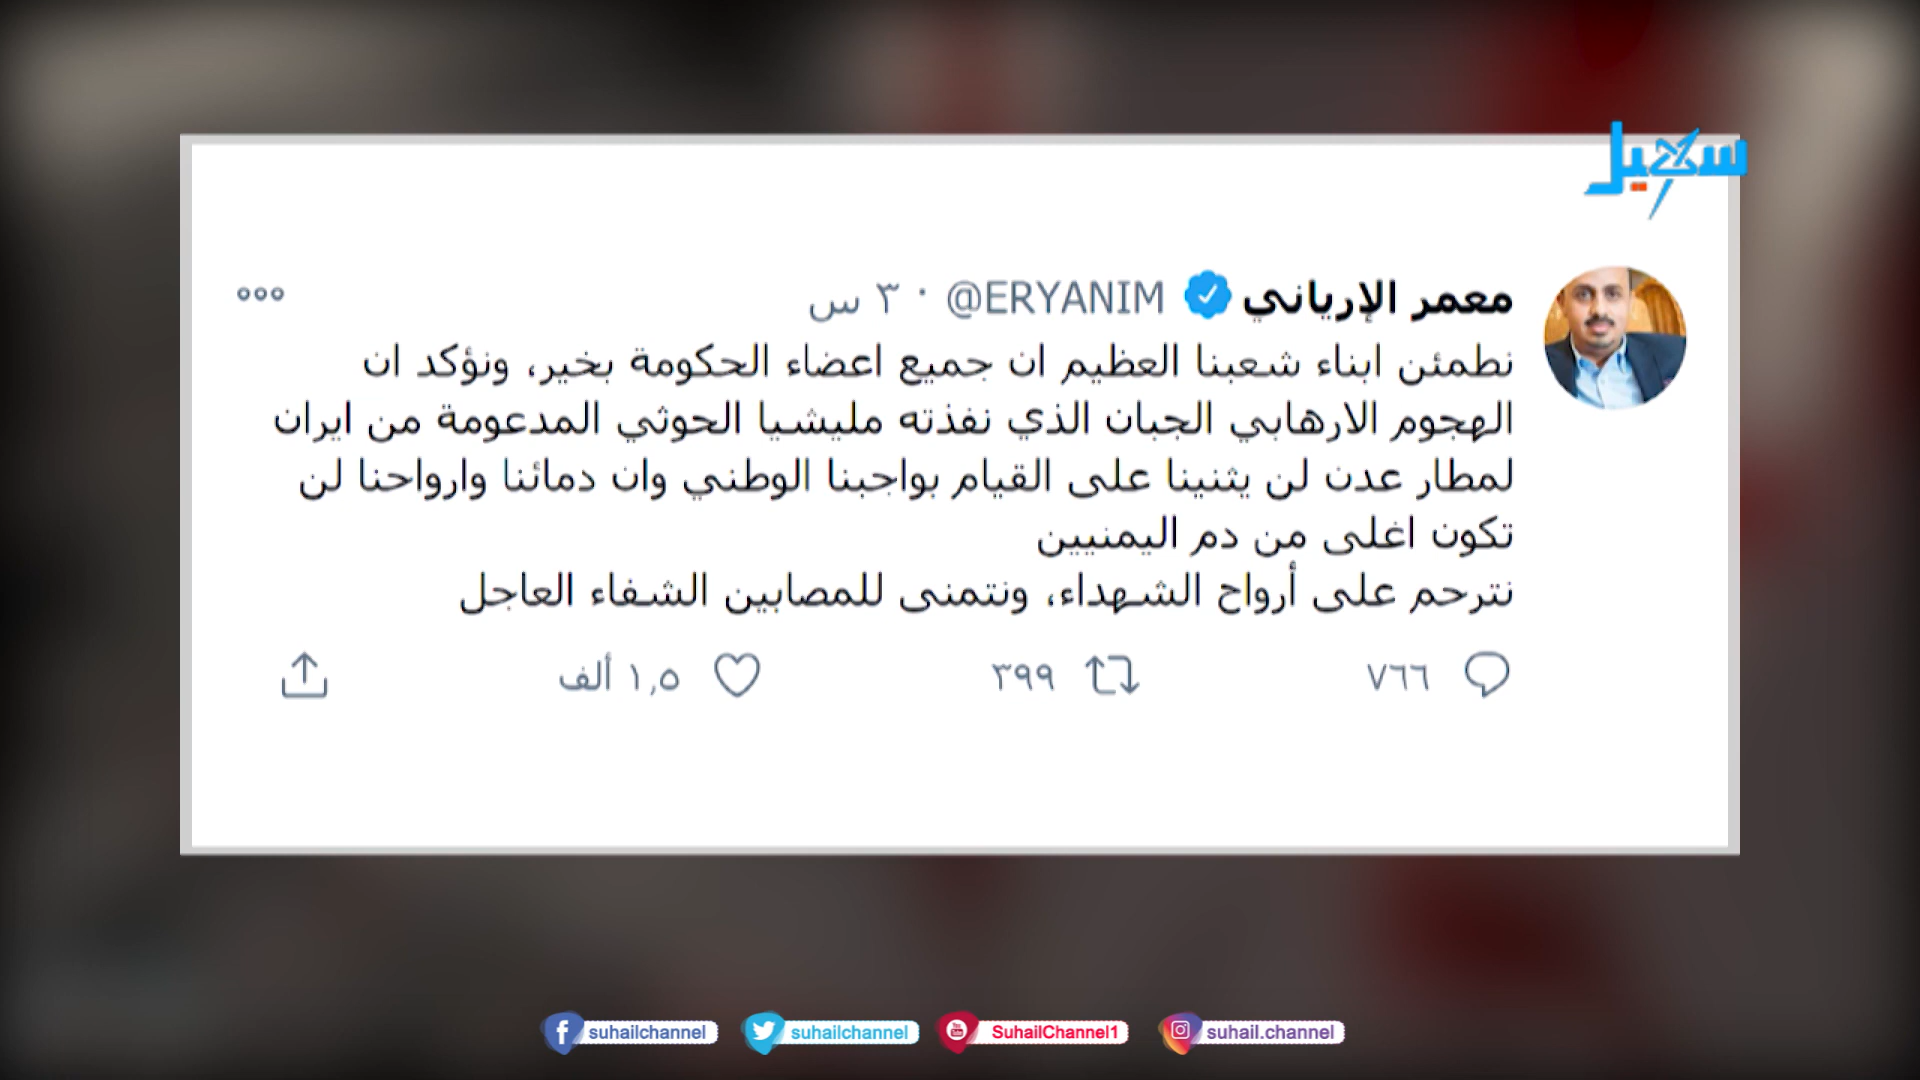 سهيل
معمر الإرياني @ERYANIM · ٣ س
نطمئن ابناء شعبنا العظيم ان جميع اعضاء الحكومة بخير، ونؤكد ان
الهجوم الارهابي الجبان الذي نفذته مليشيا الحوثي المدعومة من ايران
لمطار عدن لن يثنينا على القيام بواجبنا الوطني وان دمائنا وارواحنا لن
تكون اغلى من دم اليمنيين
نترحم على أرواح الشهداء، ونتمنى للمصابين الشفاء العاجل
٧٦٦ ٣٩٩ ١,٥ ألف
suhailchannel suhailchannel SuhailChannel1 suhail.channel